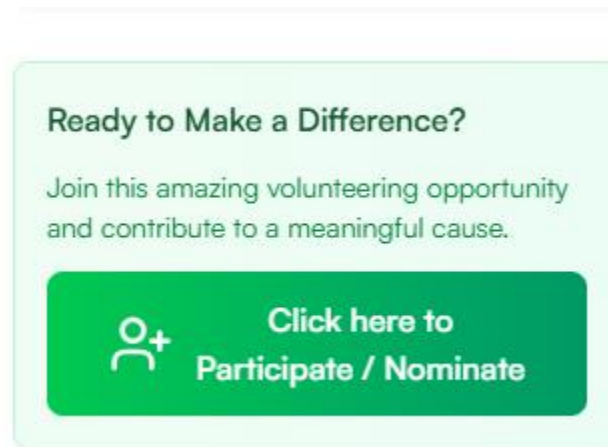 Ready to Make a Difference?
Join this amazing volunteering opportunity
and contribute to a meaningful cause.
Click here to
Participate / Nominate